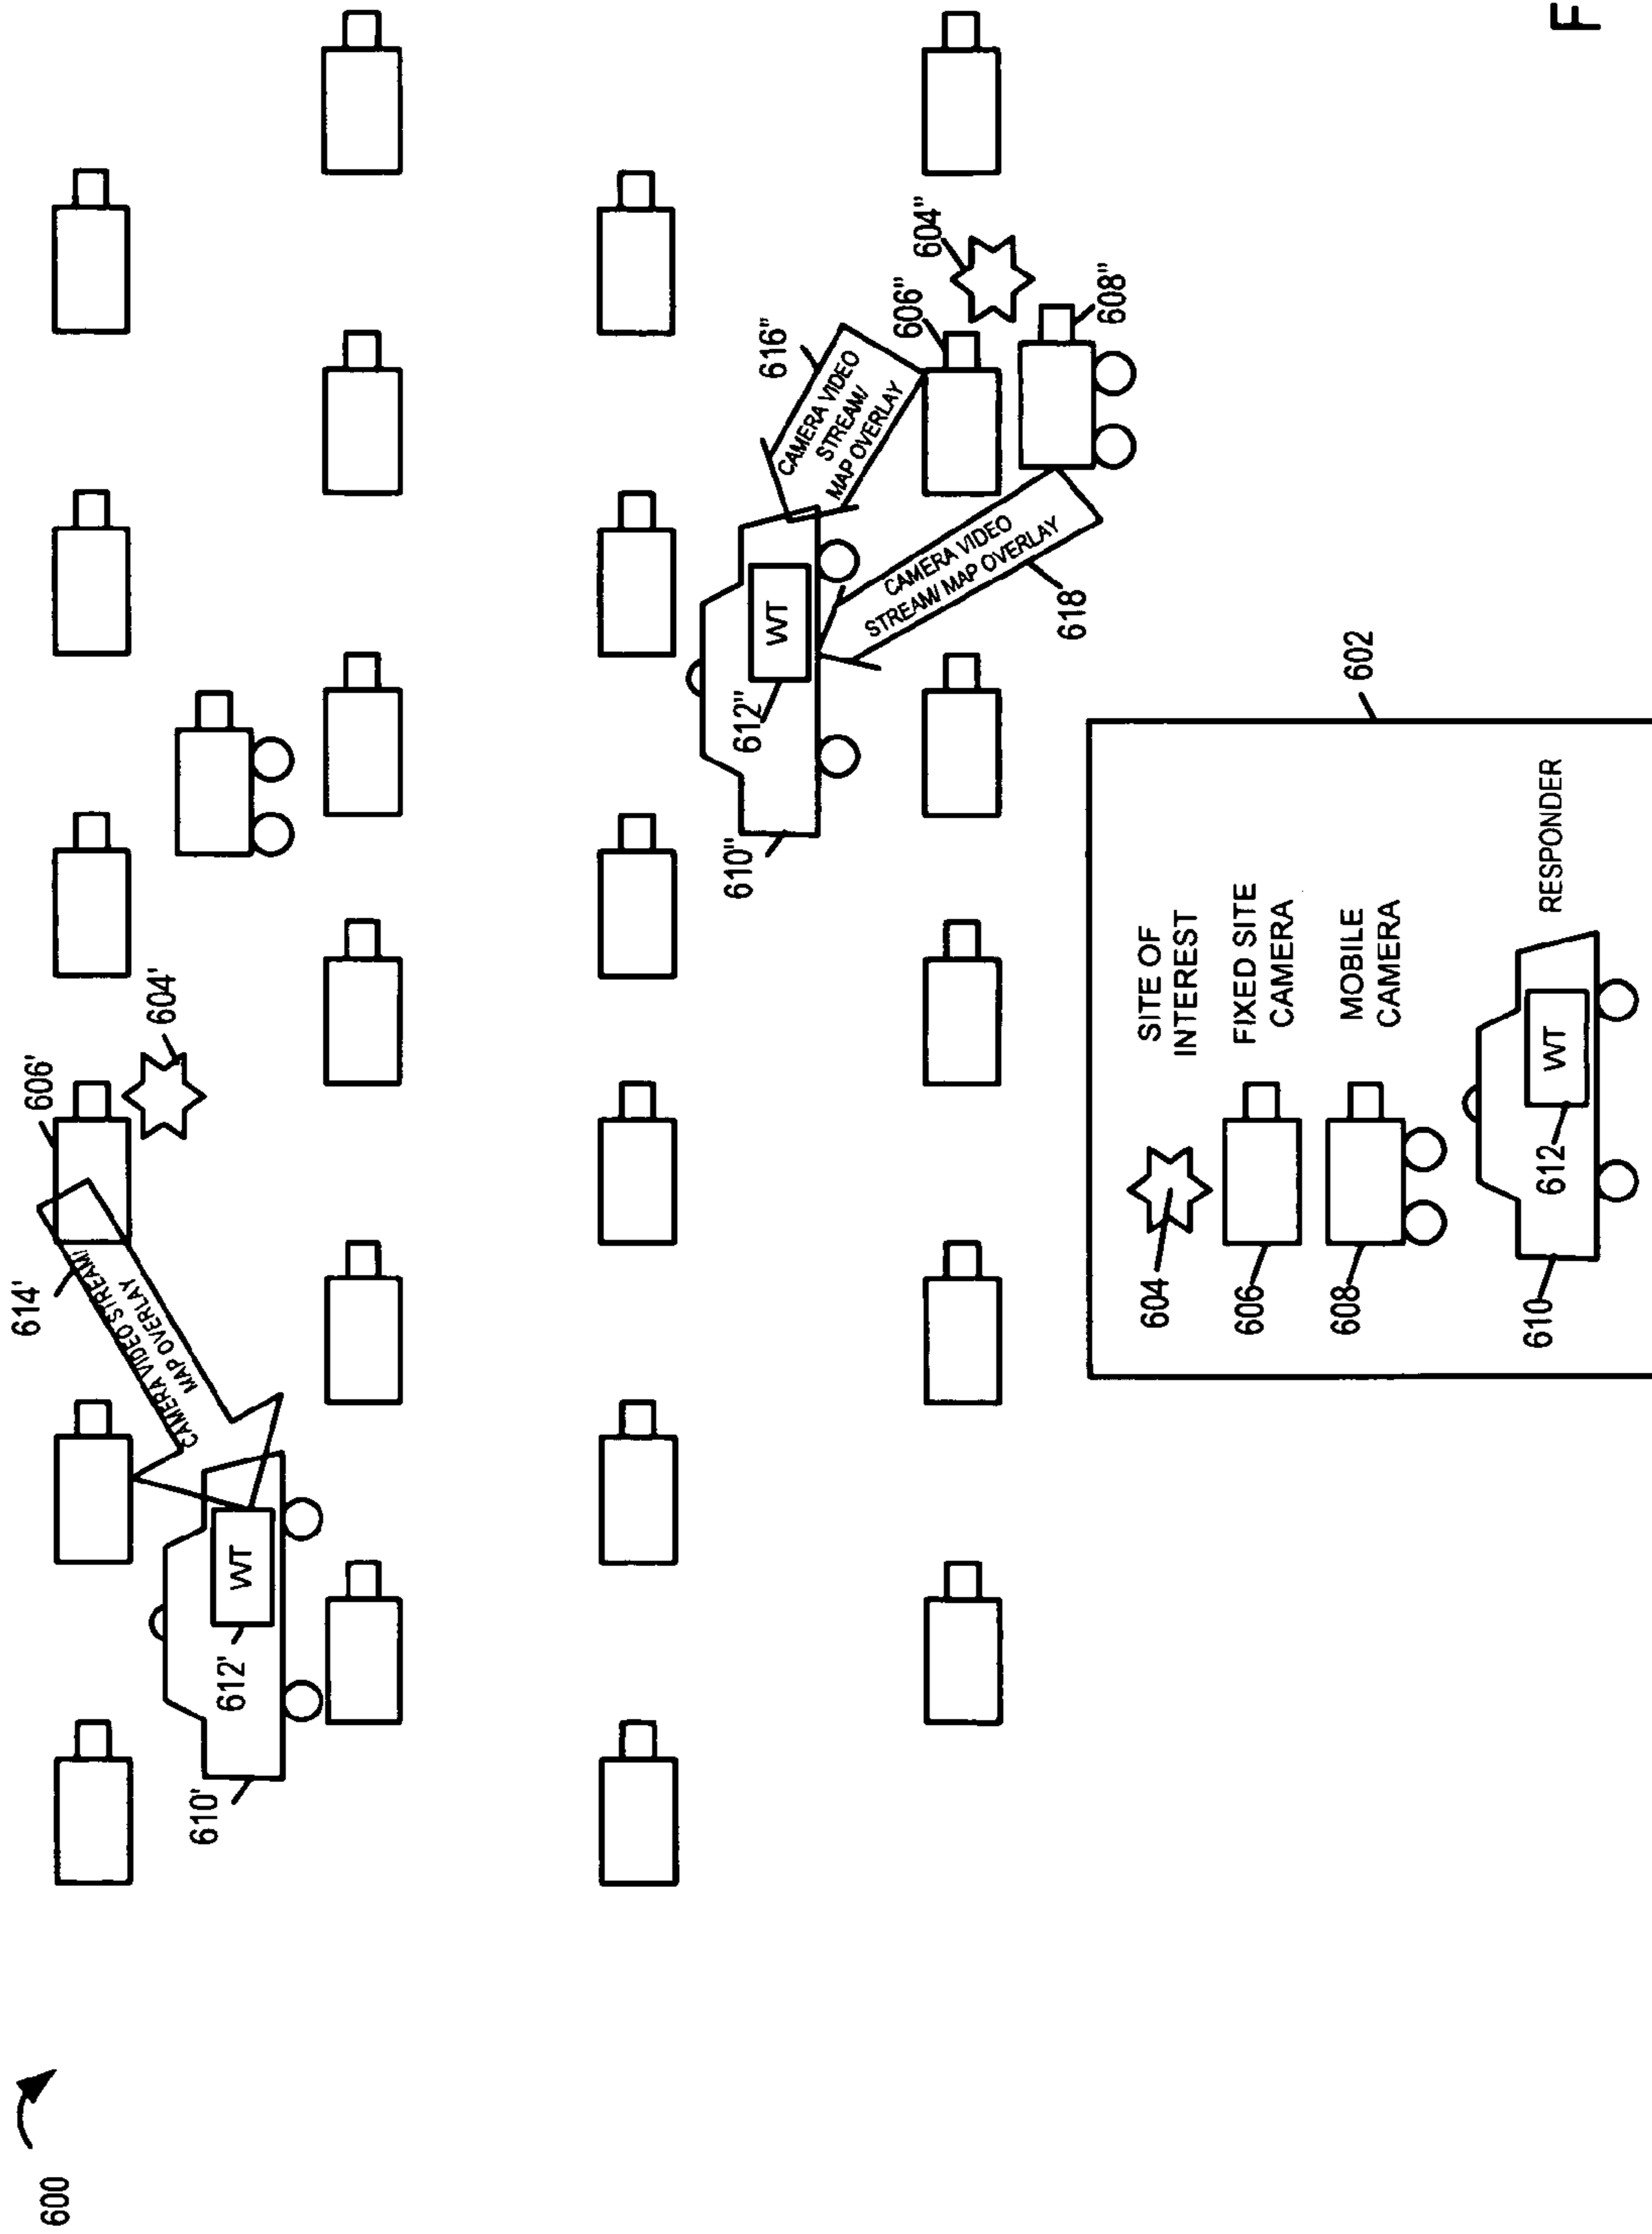 600
614'
606'
604'
CAMERA VIDEO STREAM/
MAP OVERLAY
610'
612'
WT
616"
CAMERA VIDEO
STREAM/
MAP OVERLAY
606"
604"
608"
610"
612"
WT
CAMERA VIDEO
STREAM/ MAP OVERLAY
618
602
604
SITE OF
INTEREST
606
FIXED SITE
CAMERA
608
MOBILE
CAMERA
610
612
WT
RESPONDER
F